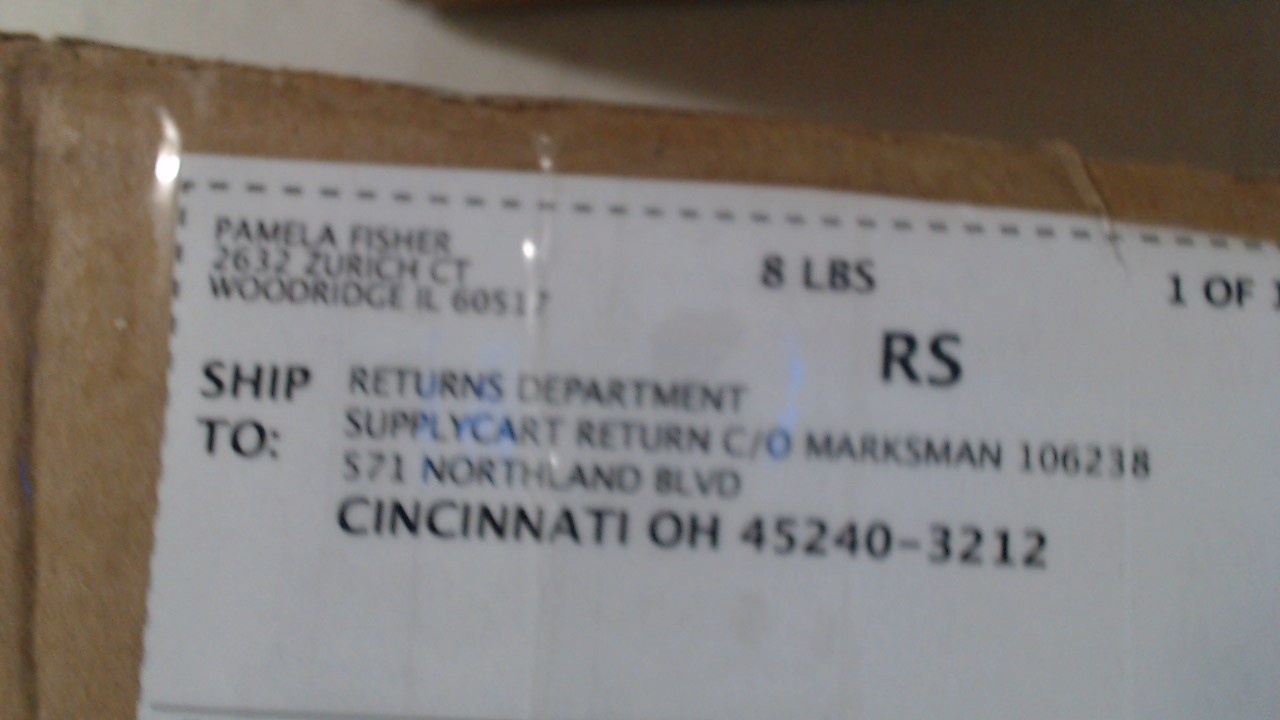 PAMELA FISHER
2632 ZURICH CT
WOODRIDGE IL 60517
8 LBS
1 OF 1
RS
SHIP TO:
RETURNS DEPARTMENT
SUPPLYCART RETURN C/O MARKSMAN 106238
571 NORTHLAND BLVD
CINCINNATI OH 45240-3212